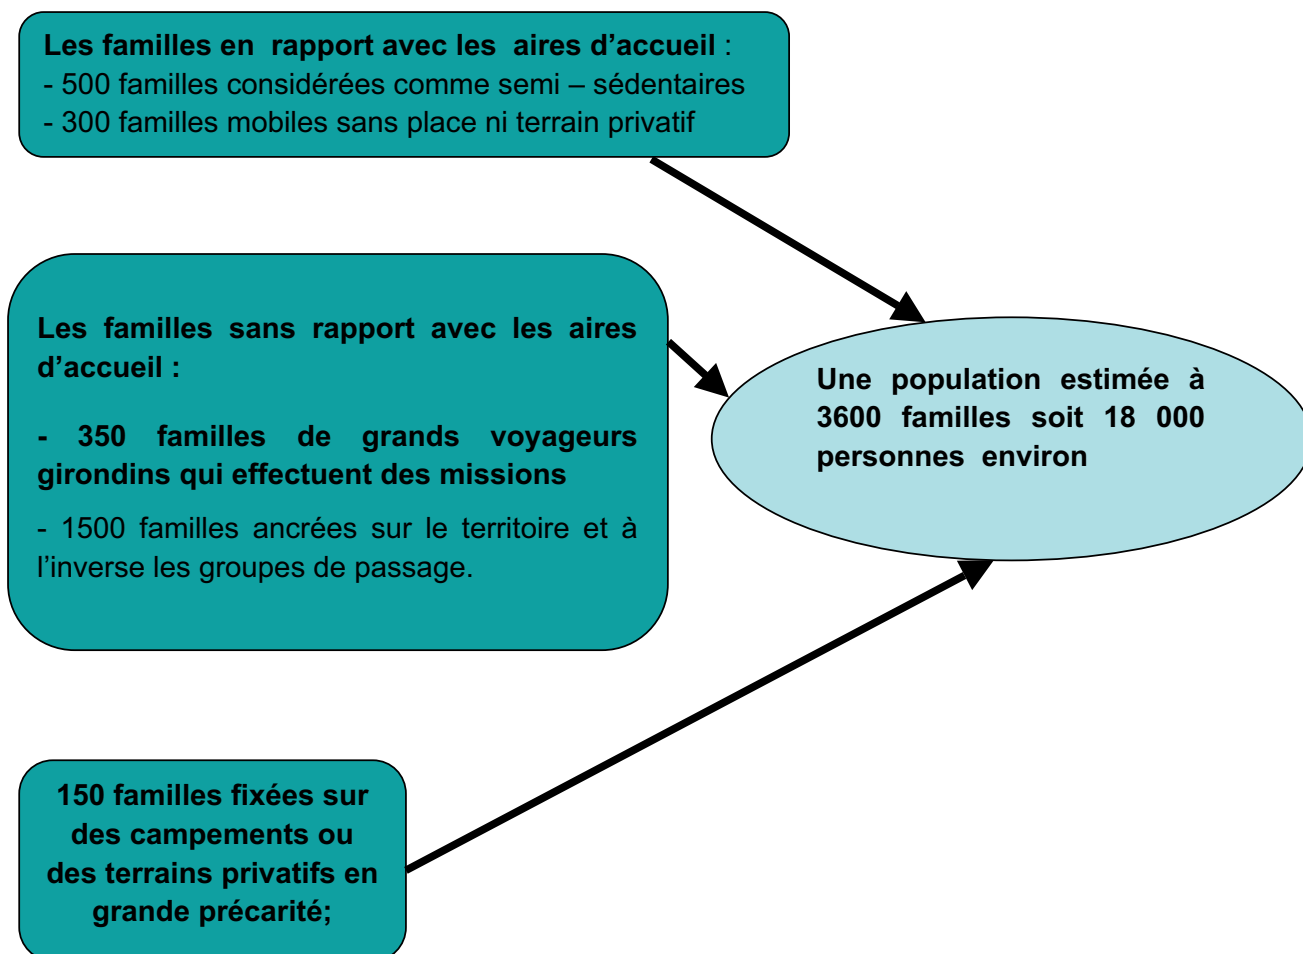 Les familles en rapport avec les aires d’accueil :
- 500 familles considérées comme semi – sédentaires
- 300 familles mobiles sans place ni terrain privatif
Les familles sans rapport avec les aires
d’accueil :
- 350 familles de grands voyageurs
girondins qui effectuent des missions
- 1500 familles ancrées sur le territoire et à
l’inverse les groupes de passage.
Une population estimée à
3600 familles soit 18 000
personnes environ
150 familles fixées sur
des campements ou
des terrains privatifs en
grande précarité;